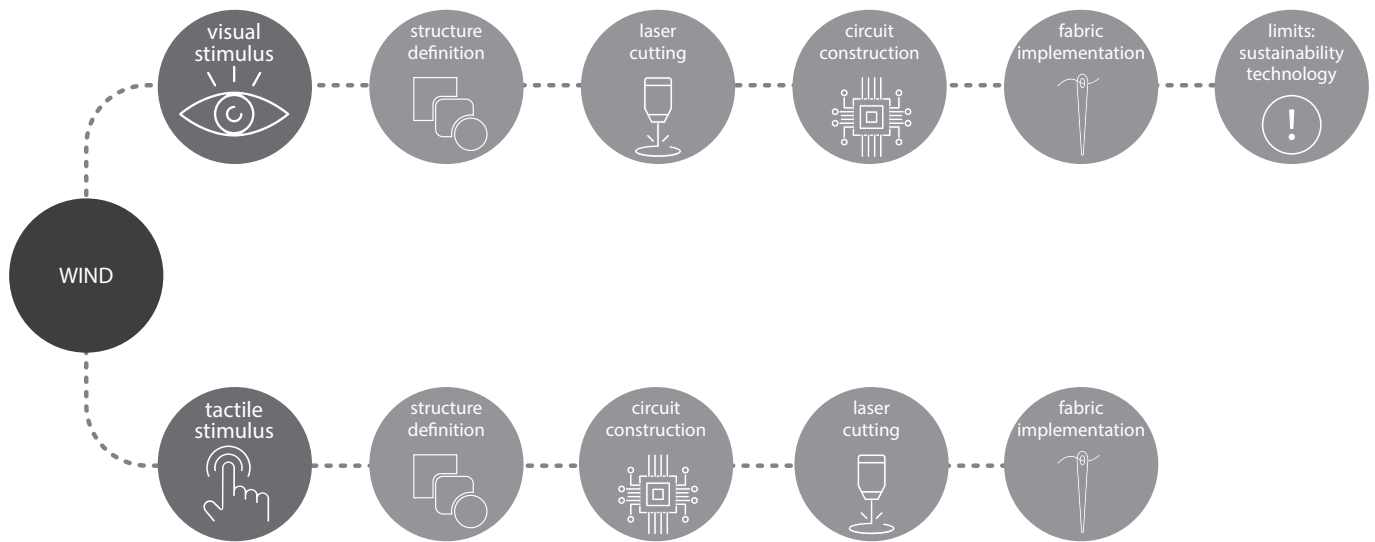 visual
stimulus
structure
definition
laser
cutting
circuit
construction
fabric
implementation
limits:
sustainability
technology
WIND
tactile
stimulus
structure
definition
circuit
construction
laser
cutting
fabric
implementation